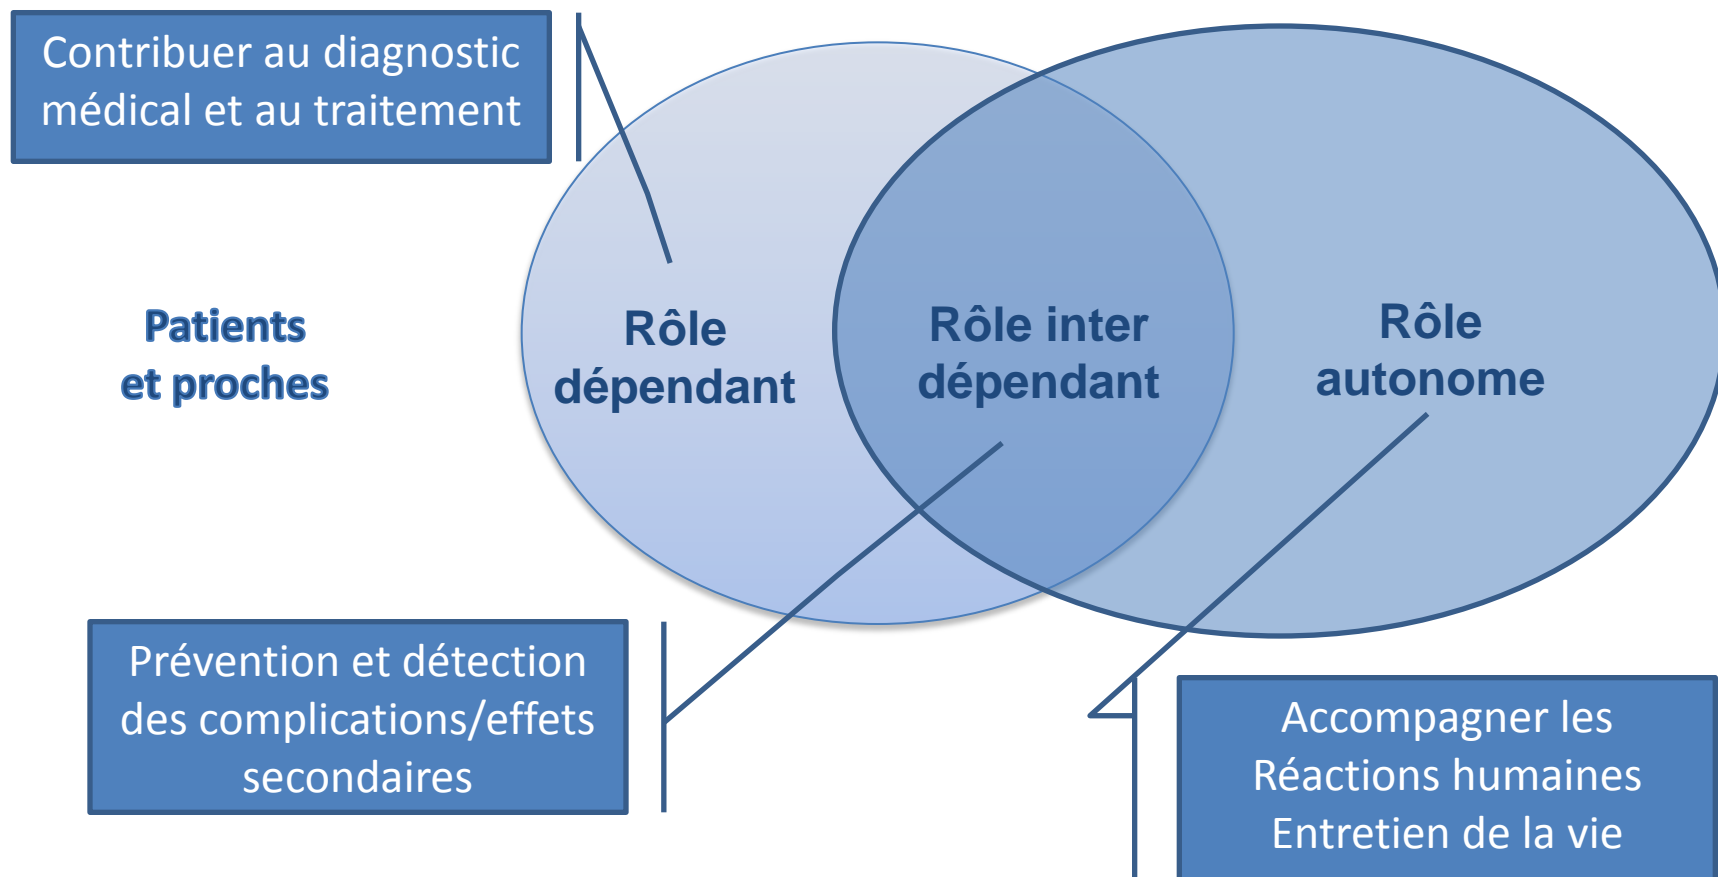 Contribuer au diagnostic
médical et au traitement
Patients
et proches
Rôle
dépendant
Rôle inter
dépendant
Rôle
autonome
Prévention et détection
des complications/effets
secondaires
Accompagner les
Réactions humaines
Entretien de la vie